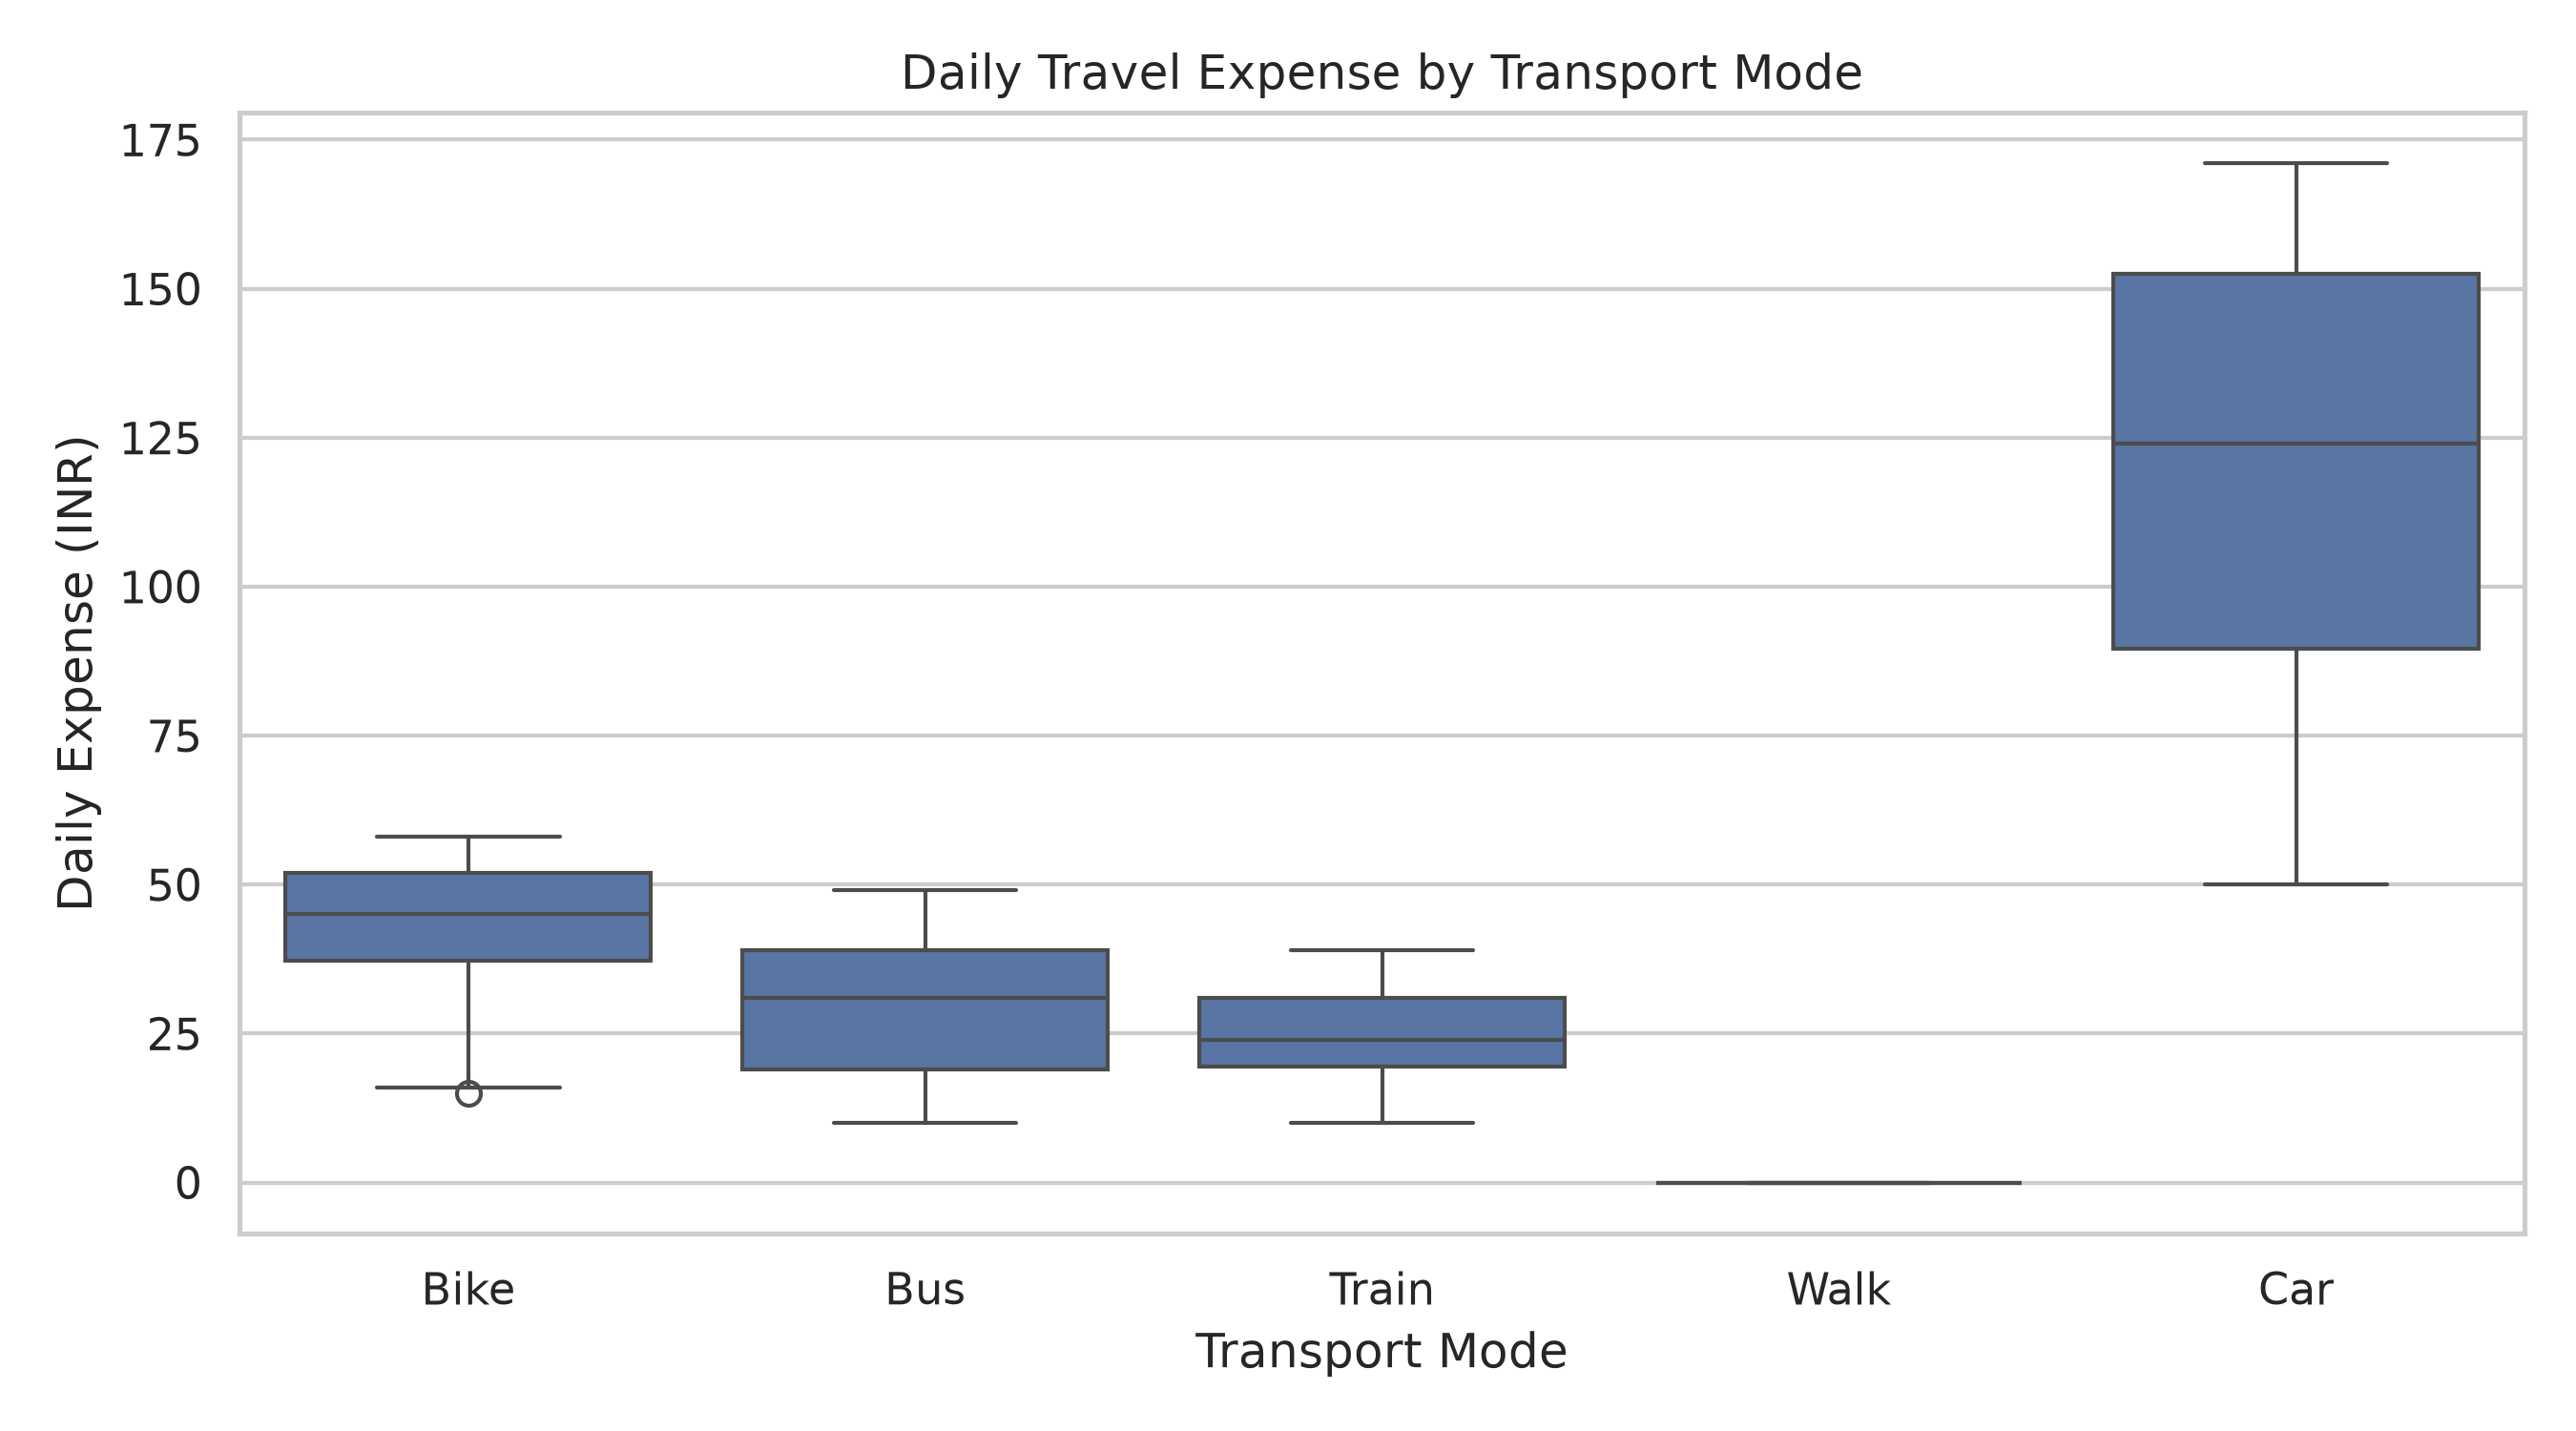 Daily Travel Expense by Transport Mode
Daily Expense (INR)
175
150
125
100
75
50
25
0
Bike Bus Train Walk Car
Transport Mode